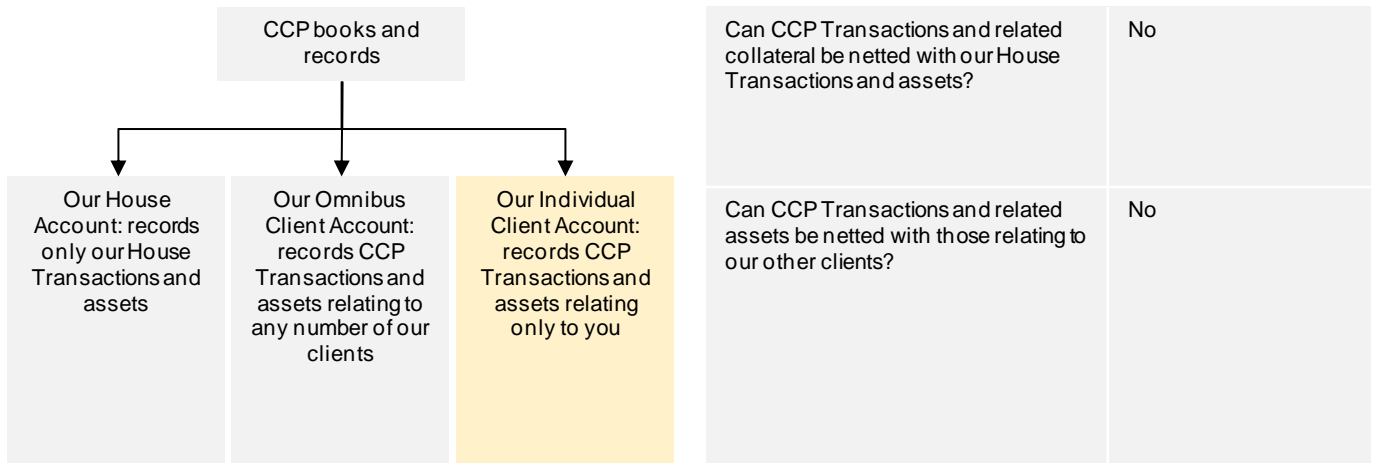 CCP books and
records
Our House
Account: records
only our House
Transactions and
assets
Our Omnibus
Client Account:
records CCP
Transactions and
assets relating to
any number of our
clients
Our Individual
Client Account:
records CCP
Transactions and
assets relating
only to you
Can CCP Transactions and related
collateral be netted with our House
Transactions and assets?
No
Can CCP Transactions and related
assets be netted with those relating to
our other clients?
No